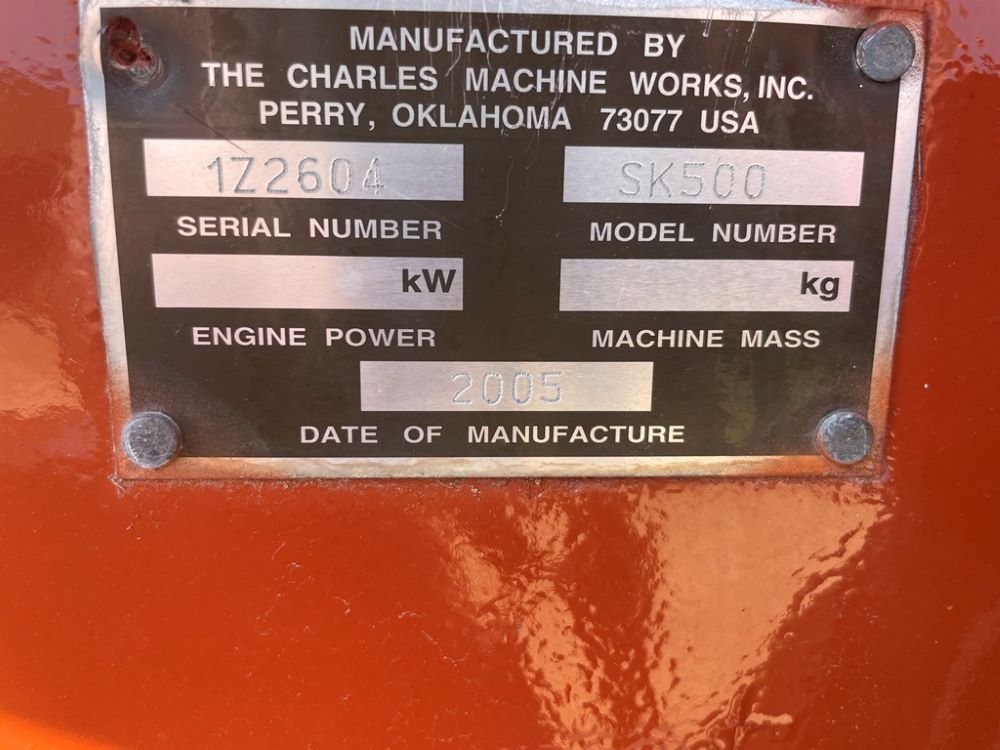 MANUFACTURED BY
THE CHARLES MACHINE WORKS, INC.
PERRY, OKLAHOMA 73077 USA
1Z2604 SK500
SERIAL NUMBER MODEL NUMBER
kW kg
ENGINE POWER MACHINE MASS
2005
DATE OF MANUFACTURE